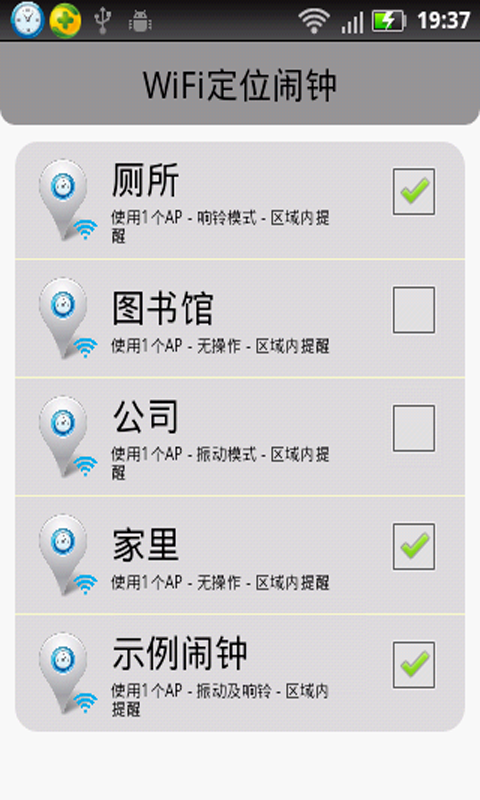 19:37
WiFi定位闹钟
厕所
使用1个AP - 响铃模式 - 区域内提
醒
图书馆
使用1个AP - 无操作 - 区域内提醒
公司
使用1个AP - 振动模式 - 区域内提
醒
家里
使用1个AP - 无操作 - 区域内提醒
示例闹钟
使用1个AP - 振动及响铃 - 区域内
提醒